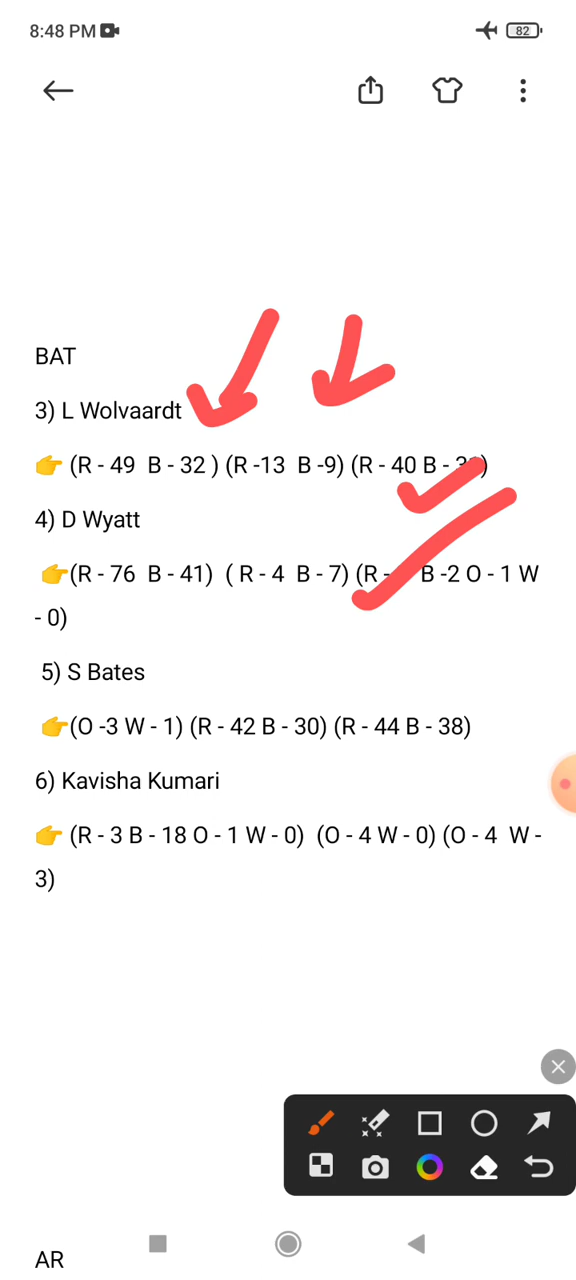 8:48 PM
82
BAT
3) L Wolvaardt
👉 (R - 49 B - 32 ) (R -13 B -9) (R - 40 B - )
4) D Wyatt
👉(R - 76 B - 41) ( R - 4 B - 7) (R - B -2 O - 1 W
- 0)
5) S Bates
👉(O -3 W - 1) (R - 42 B - 30) (R - 44 B - 38)
6) Kavisha Kumari
👉 (R - 3 B - 18 O - 1 W - 0) (O - 4 W - 0) (O - 4 W -
3)
AR